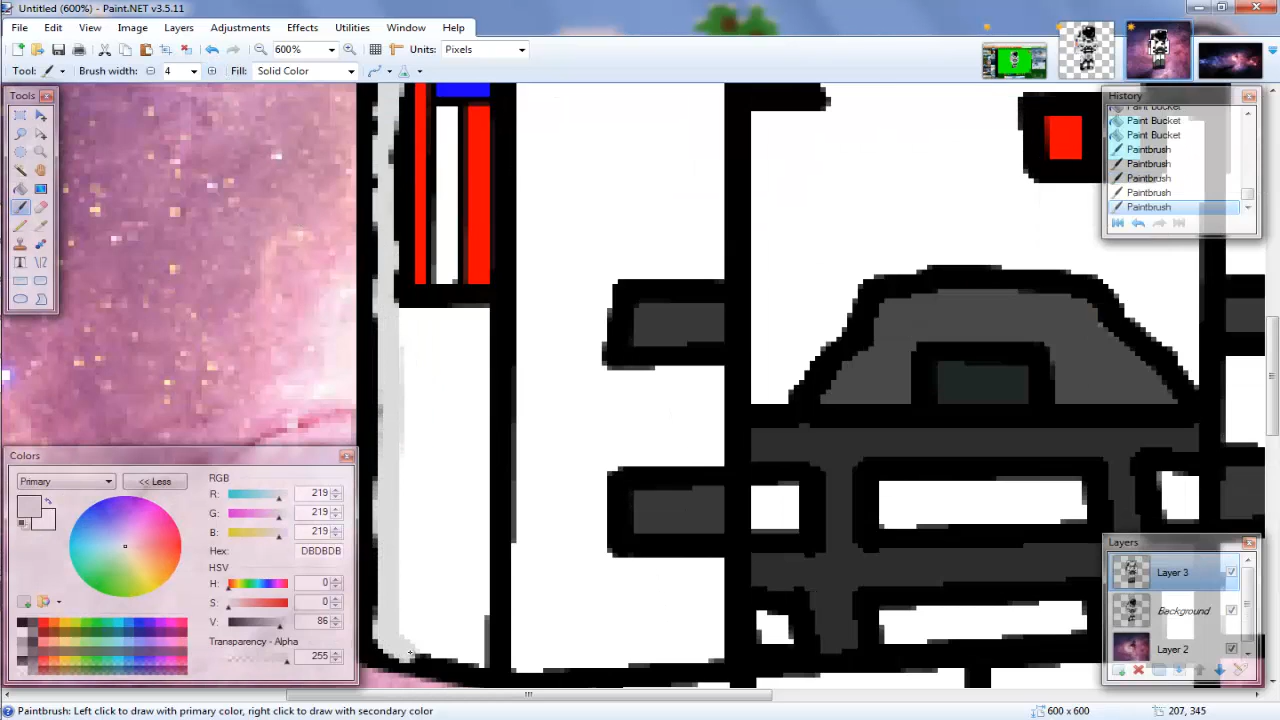 Untitled (600%) - Paint.NET v3.5.11
File Edit View Image Layers Adjustments Effects Utilities Window Help
600% Units: Pixels
Tool: Brush width: 4 Fill: Solid Color
Tools
History
Paint Bucket
Paint Bucket
Paint Bucket
Paintbrush
Paintbrush
Paintbrush
Paintbrush
Paintbrush
Colors
Primary << Less
RGB
R: 219
G: 219
B: 219
Hex: DBDBDB
HSV
H: 0
S: 0
V: 86
Transparency - Alpha
255
Layers
Layer 3
Background
Layer 2
Paintbrush: Left click to draw with primary color, right click to draw with secondary color 600 x 600 207, 345